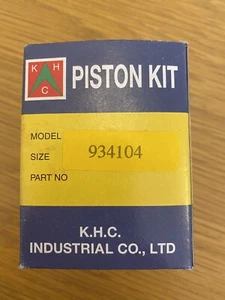 K H C
PISTON KIT
MODEL
SIZE 934104
PART NO
K.H.C.
INDUSTRIAL CO., LTD